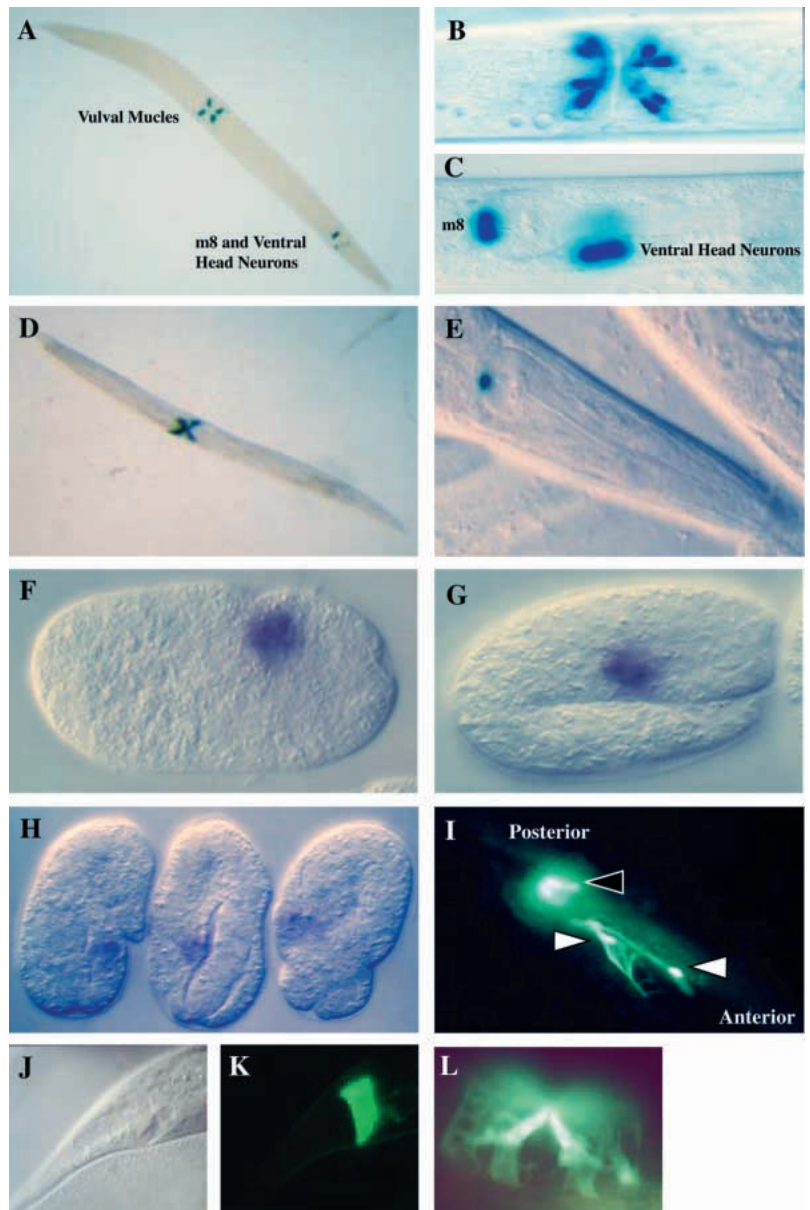 A
Vulval Mucles
m8 and Ventral
Head Neurons
B
C
m8
Ventral Head Neurons
D
E
F
G
H
I
Posterior
Anterior
J
K
L